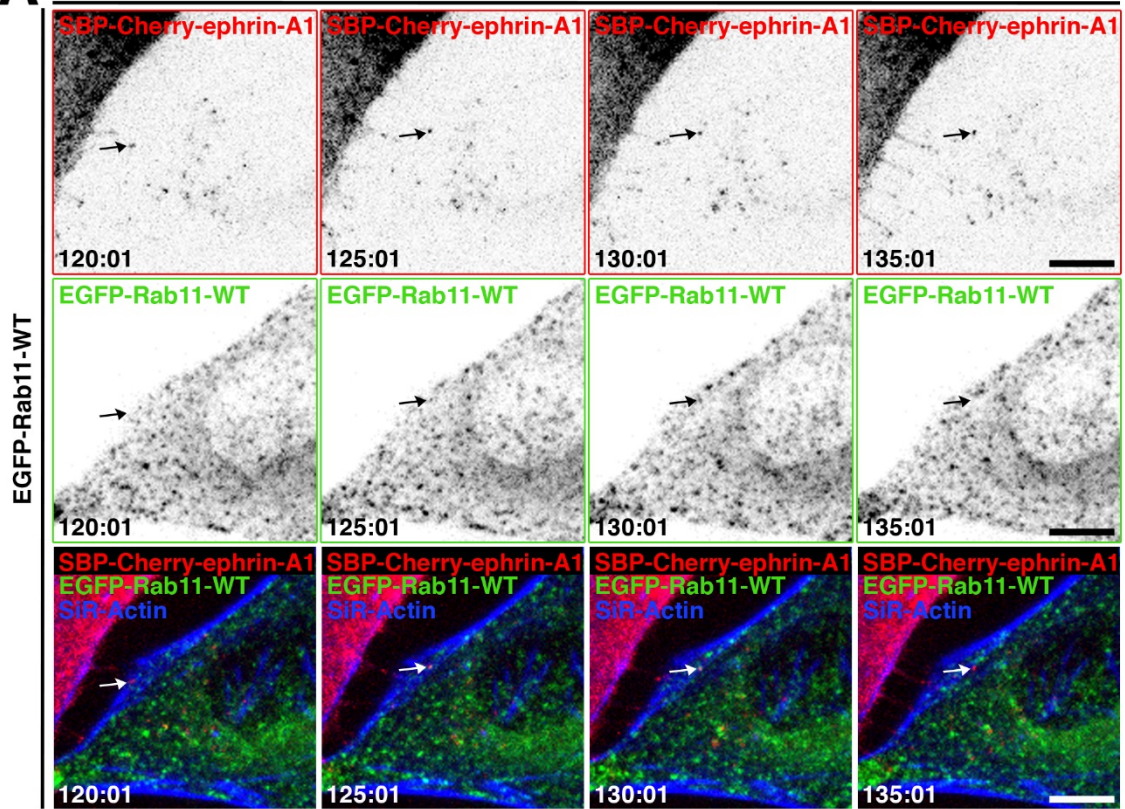 A
SBP-Cherry-ephrin-A1 SBP-Cherry-ephrin-A1 SBP-Cherry-ephrin-A1 SBP-Cherry-ephrin-A1
120:01 125:01 130:01 135:01
EGFP-Rab11-WT
EGFP-Rab11-WT EGFP-Rab11-WT EGFP-Rab11-WT EGFP-Rab11-WT
120:01 125:01 130:01 135:01
SBP-Cherry-ephrin-A1 SBP-Cherry-ephrin-A1 SBP-Cherry-ephrin-A1 SBP-Cherry-ephrin-A1
EGFP-Rab11-WT EGFP-Rab11-WT EGFP-Rab11-WT EGFP-Rab11-WT
SiR-Actin SiR-Actin SiR-Actin SiR-Actin
120:01 125:01 130:01 135:01